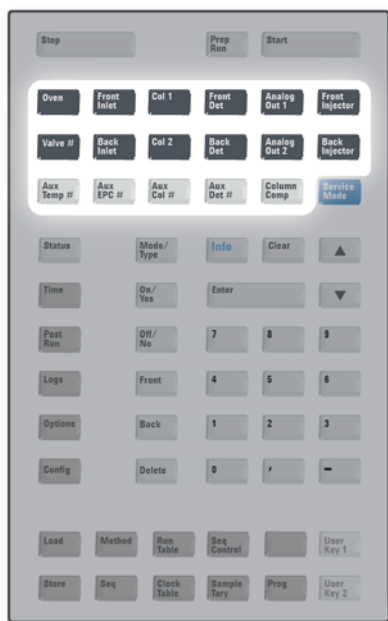 Stop Prep Run Start
Oven Front Inlet Col 1 Front Det Analog Out 1 Front Injector
Valve # Back Inlet Col 2 Back Det Analog Out 2 Back Injector
Aux Temp # Aux EPC # Aux Col # Aux Det # Column Comp Service Mode
Status Mode/ Type Info Clear ▲
Time On/ Yes Enter ▼
Post Run Off/ No 7 8 9
Logs Front 4 5 6
Options Back 1 2 3
Config Delete 0 , –
Load Method Run Table Seq Control User Key 1
Store Seq Clock Table Sample Tary Prog User Key 2